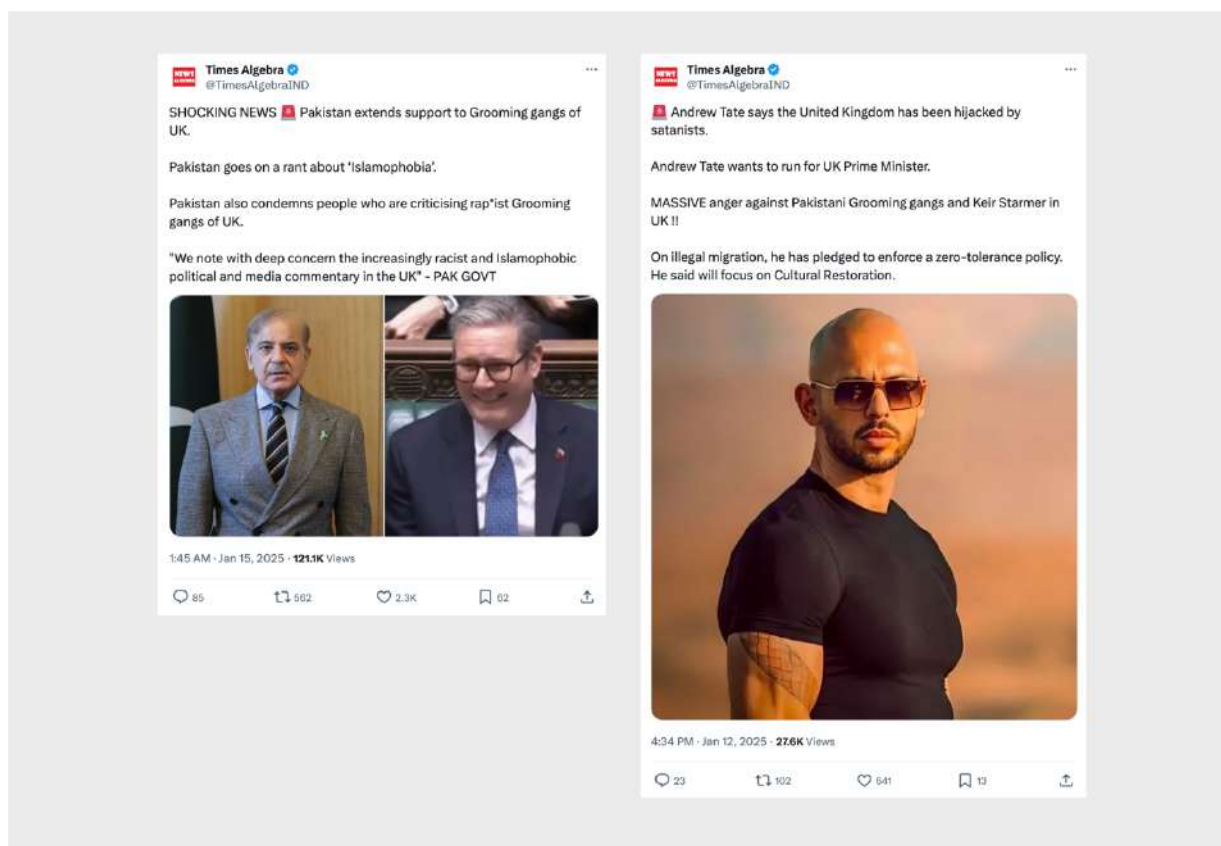 NEWS
ALGEBRA
Times Algebra
@TimesAlgebraIND
SHOCKING NEWS 🚨 Pakistan extends support to Grooming gangs of
UK.
Pakistan goes on a rant about 'Islamophobia'.
Pakistan also condemns people who are criticising rap*ist Grooming
gangs of UK.
"We note with deep concern the increasingly racist and Islamophobic
political and media commentary in the UK" - PAK GOVT
1:45 AM · Jan 15, 2025 · 121.1K Views
85 562 2.3K 62
NEWS
ALGEBRA
Times Algebra
@TimesAlgebraIND
🚨 Andrew Tate says the United Kingdom has been hijacked by
satanists.
Andrew Tate wants to run for UK Prime Minister.
MASSIVE anger against Pakistani Grooming gangs and Keir Starmer in
UK !!
On illegal migration, he has pledged to enforce a zero-tolerance policy.
He said will focus on Cultural Restoration.
4:34 PM · Jan 12, 2025 · 27.6K Views
23 102 641 13